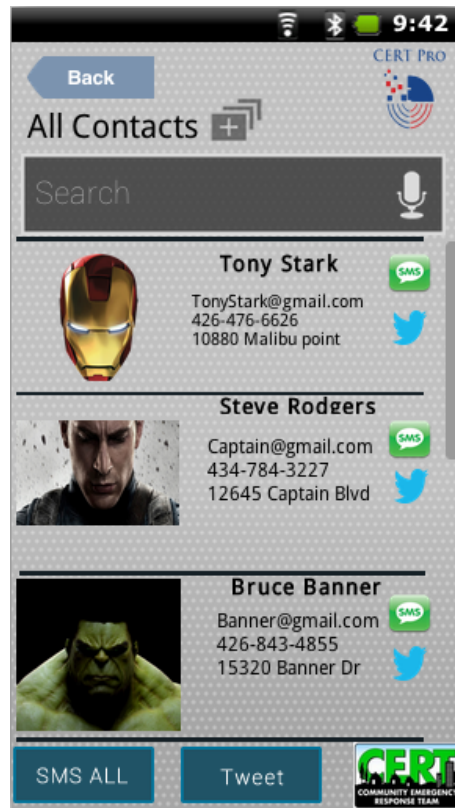 9:42
CERT PRO
Back
All Contacts
Search
Tony Stark
SMS
TonyStark@gmail.com
426-476-6626
10880 Malibu point
Steve Rodgers
SMS
Captain@gmail.com
434-784-3227
12645 Captain Blvd
Bruce Banner
SMS
Banner@gmail.com
426-843-4855
15320 Banner Dr
SMS ALL
Tweet
CERT
COMMUNITY EMERGENCY
RESPONSE TEAM